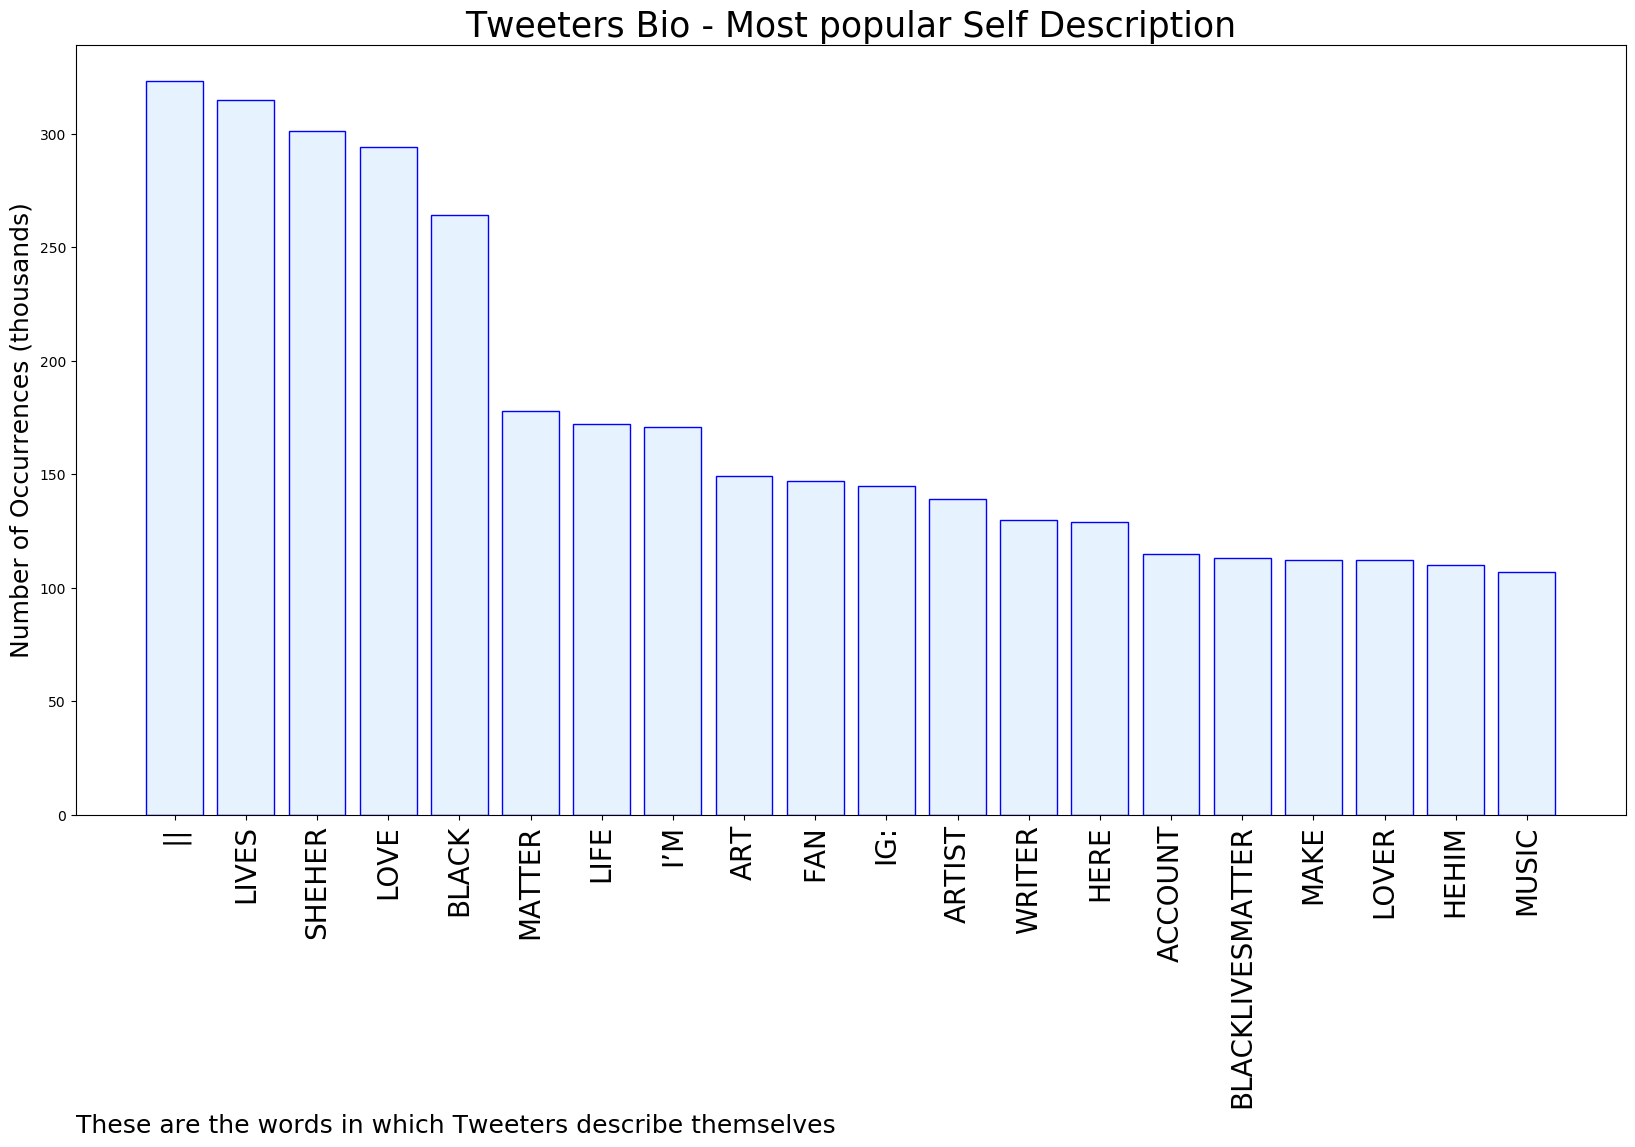 Tweeters Bio - Most popular Self Description
Number of Occurrences (thousands)
300
250
200
150
100
50
0
||
LIVES
SHEHER
LOVE
BLACK
MATTER
LIFE
I’M
ART
FAN
IG:
ARTIST
WRITER
HERE
ACCOUNT
BLACKLIVESMATTER
MAKE
LOVER
HEHIM
MUSIC
These are the words in which Tweeters describe themselves